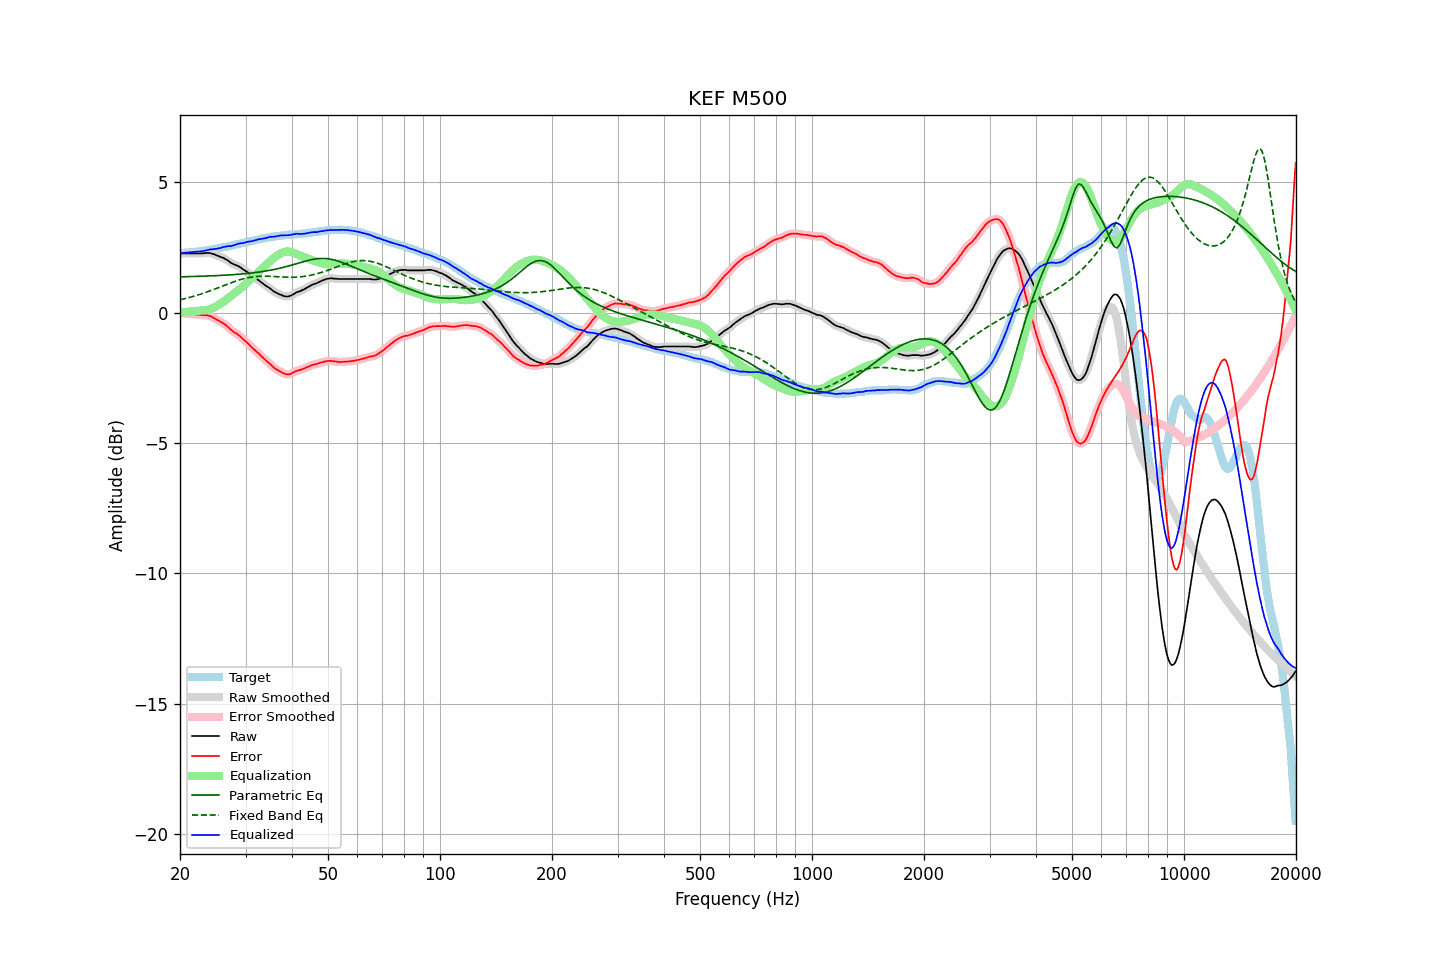 KEF M500
Amplitude (dBr)
5
0
−5
−10
−15
−20
Target
Raw Smoothed
Error Smoothed
Raw
Error
Equalization
Parametric Eq
Fixed Band Eq
Equalized
20 50 100 200 500 1000 2000 5000 10000 20000
Frequency (Hz)